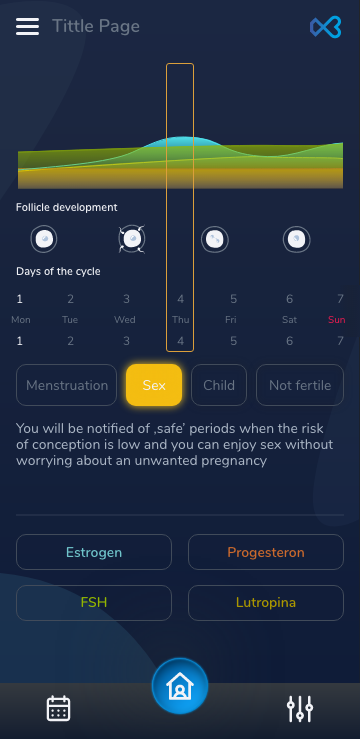 Tittle Page
Follicle development
Days of the cycle
1 2 3 4 5 6 7
Mon Tue Wed Thu Fri Sat Sun
1 2 3 4 5 6 7
Menstruation Sex Child Not fertile
You will be notified of ‚safe’ periods when the risk
of conception is low and you can enjoy sex without
worrying about an unwanted pregnancy
Estrogen Progesteron
FSH Lutropina